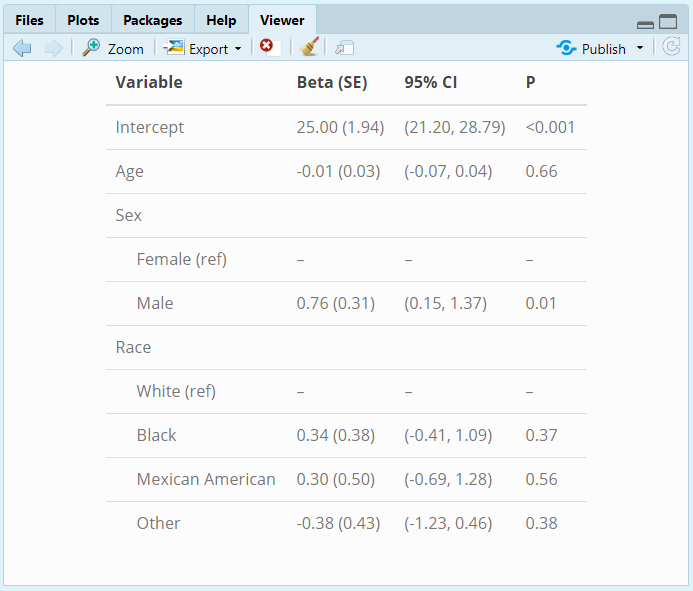 Files Plots Packages Help Viewer
Zoom Export Publish
Variable Beta (SE) 95% CI P
Intercept 25.00 (1.94) (21.20, 28.79) <0.001
Age -0.01 (0.03) (-0.07, 0.04) 0.66
Sex
Female (ref) – – –
Male 0.76 (0.31) (0.15, 1.37) 0.01
Race
White (ref) – – –
Black 0.34 (0.38) (-0.41, 1.09) 0.37
Mexican American 0.30 (0.50) (-0.69, 1.28) 0.56
Other -0.38 (0.43) (-1.23, 0.46) 0.38